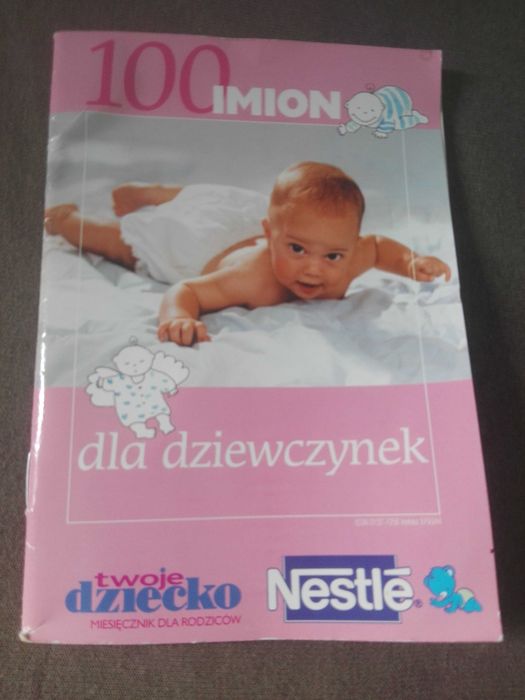 100 IMION
dla dziewczynek
twoje
dziecko
MIESIĘCZNIK DLA RODZICÓW
Nestlé®